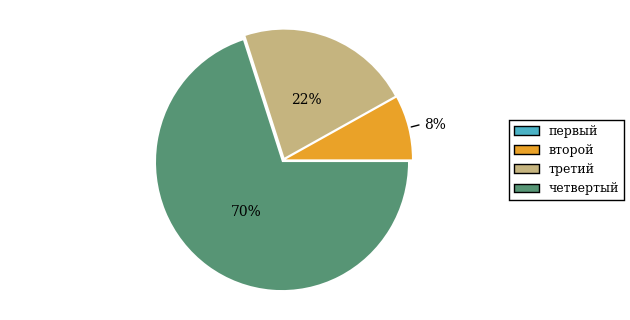 22%
8%
70%
первый
второй
третий
четвертый